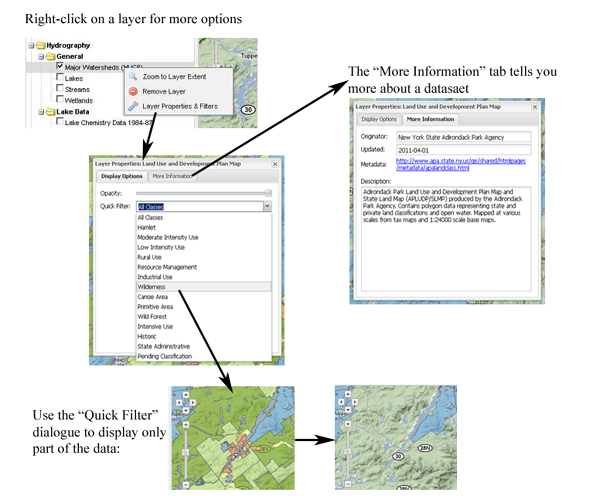 Right-click on a layer for more options
Hydrography
General
Major Watersheds (HUC8)
Lakes
Streams
Wetlands
Lake Data
Lake Chemistry Data 1984-87
Zoom to Layer Extent
Remove Layer
Layer Properties & Filters
Tuppe
30
The “More Information” tab tells you
more about a datasaet
Layer Properties: Land Use and Development Plan Map
Display Options
More Information
Originator:
New York State Adirondack Park Agency
Updated:
2011-04-01
Metadata:
http://www.apa.state.ny.us/gis/shared/htmlpages
/metadata/apalandclass.html
Description:
Adirondack Park Land Use and Development Plan Map and
State Land Map (APLUDP/SLMP) produced by the Adirondack
Park Agency. Contains polygon data representing state and
private land classifications and open water. Mapped at various
scales from tax maps and 1:24000 scale base maps.
Layer Properties: Land Use and Development Plan Map
Display Options
More Information
Opacity:
Quick Filter:
All Classes
All Classes
Hamlet
Moderate Intensity Use
Low Intensity Use
Rural Use
Resource Management
Industrial Use
Wilderness
Canoe Area
Primitive Area
Wild Forest
Intensive Use
Historic
State Administrative
Pending Classification
Use the “Quick Filter”
dialogue to display only
part of the data:
28N
30
28N